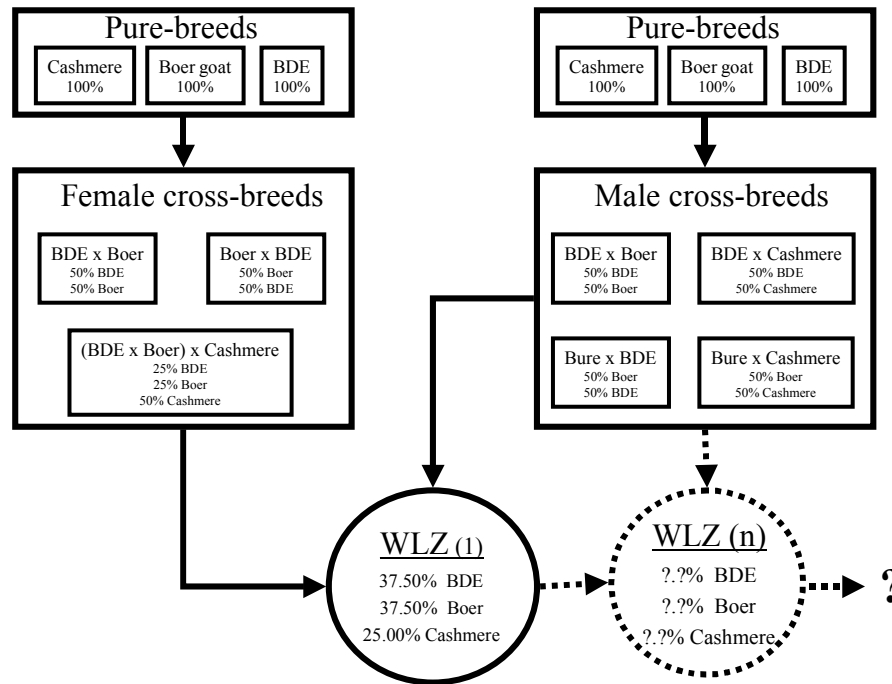 Pure-breeds
Cashmere
100%
Boer goat
100%
BDE
100%
Pure-breeds
Cashmere
100%
Boer goat
100%
BDE
100%
Female cross-breeds
BDE x Boer
50% BDE
50% Boer
Boer x BDE
50% Boer
50% BDE
(BDE x Boer) x Cashmere
25% BDE
25% Boer
50% Cashmere
Male cross-breeds
BDE x Boer
50% BDE
50% Boer
BDE x Cashmere
50% BDE
50% Cashmere
Bure x BDE
50% Boer
50% BDE
Bure x Cashmere
50% Boer
50% Cashmere
WLZ (1)
37.50% BDE
37.50% Boer
25.00% Cashmere
WLZ (n)
?.?% BDE
?.?% Boer
?.?% Cashmere
?